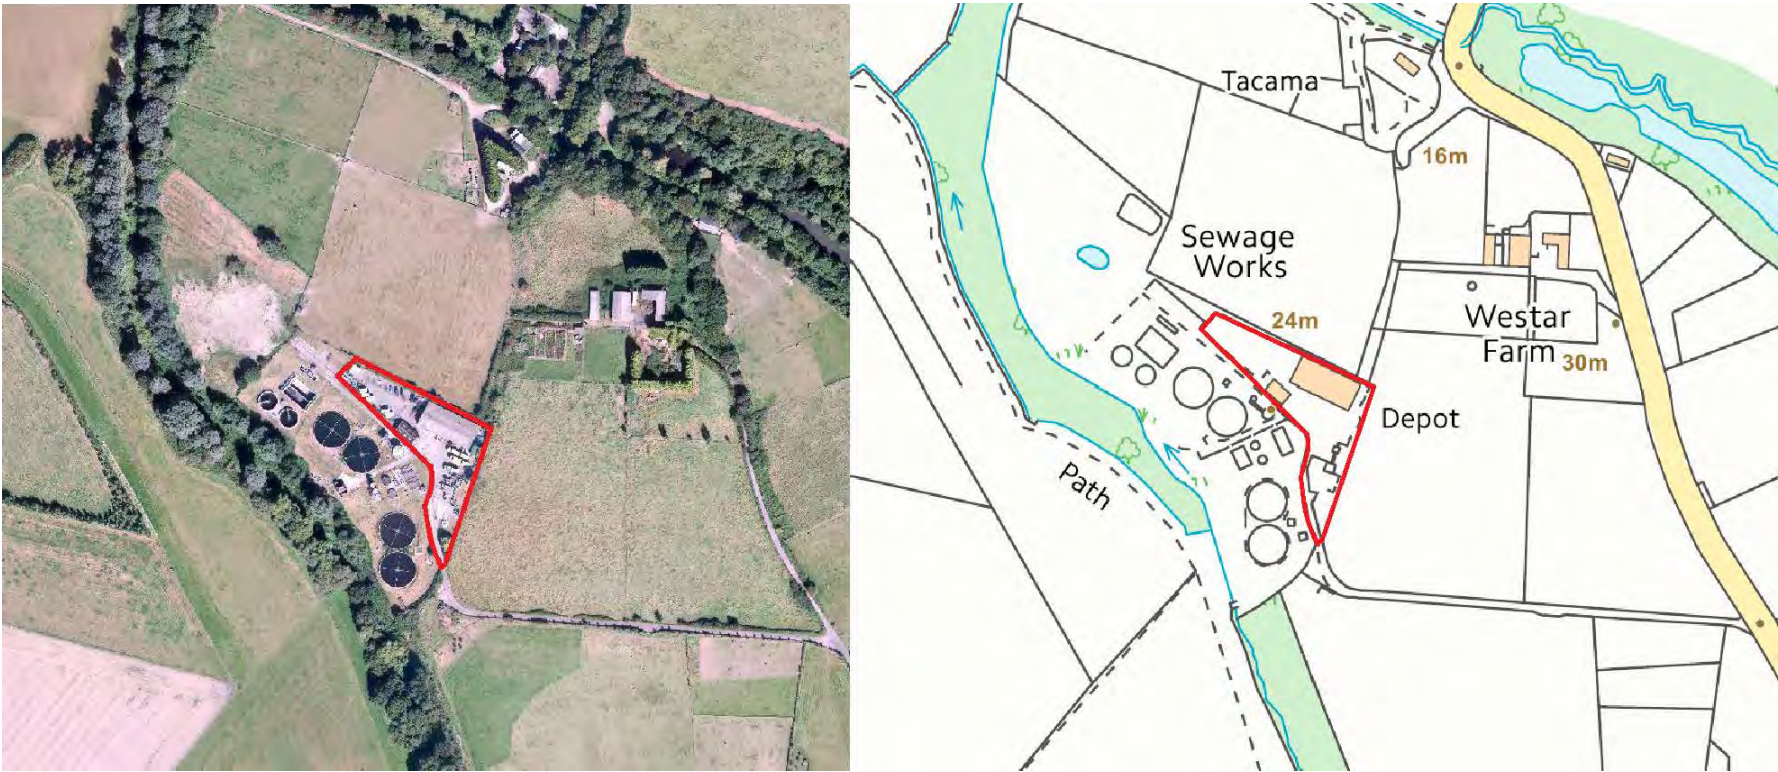 Tacama
16m
Sewage
Works
24m
Westar
Farm
30m
Depot
Path